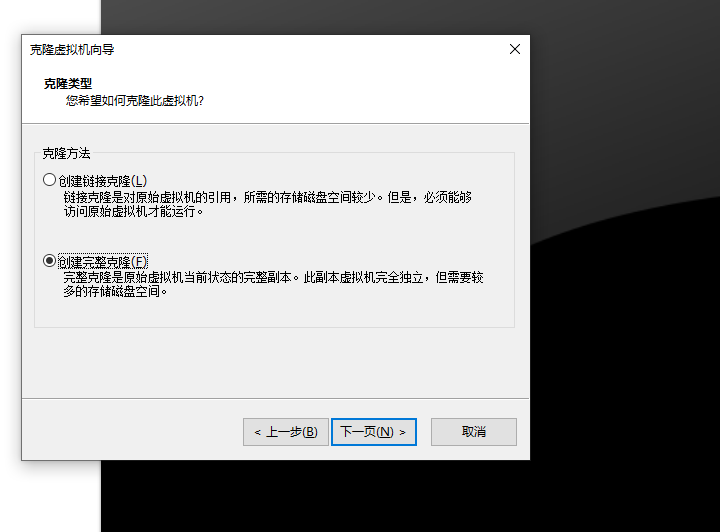 克隆虚拟机向导
克隆类型
您希望如何克隆此虚拟机?
克隆方法
创建链接克隆(L)
链接克隆是对原始虚拟机的引用，所需的存储磁盘空间较少。但是，必须能够
访问原始虚拟机才能运行。
创建完整克隆(F)
完整克隆是原始虚拟机当前状态的完整副本。此副本虚拟机完全独立，但需要较
多的存储磁盘空间。
< 上一步(B) 下一页(N) > 取消